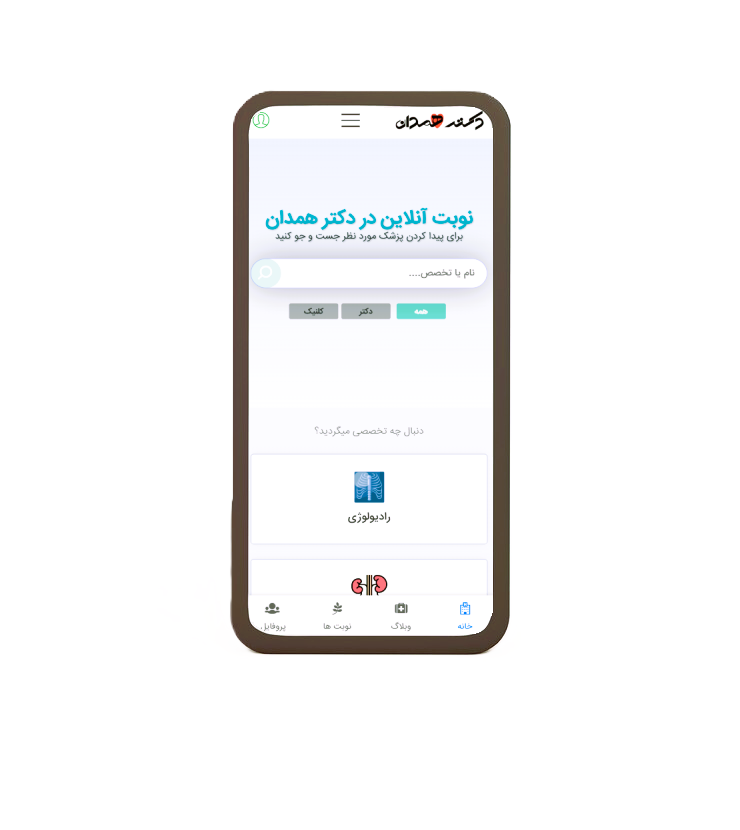 دکتر همدان
نوبت آنلاین در دکتر همدان
برای پیدا کردن پزشک مورد نظر جست و جو کنید
نام یا تخصص....
همه دکتر کلنیک
دنبال چه تخصصی میگردید؟
رادیولوژی
خانه وبلاگ نوبت ها پروفایل